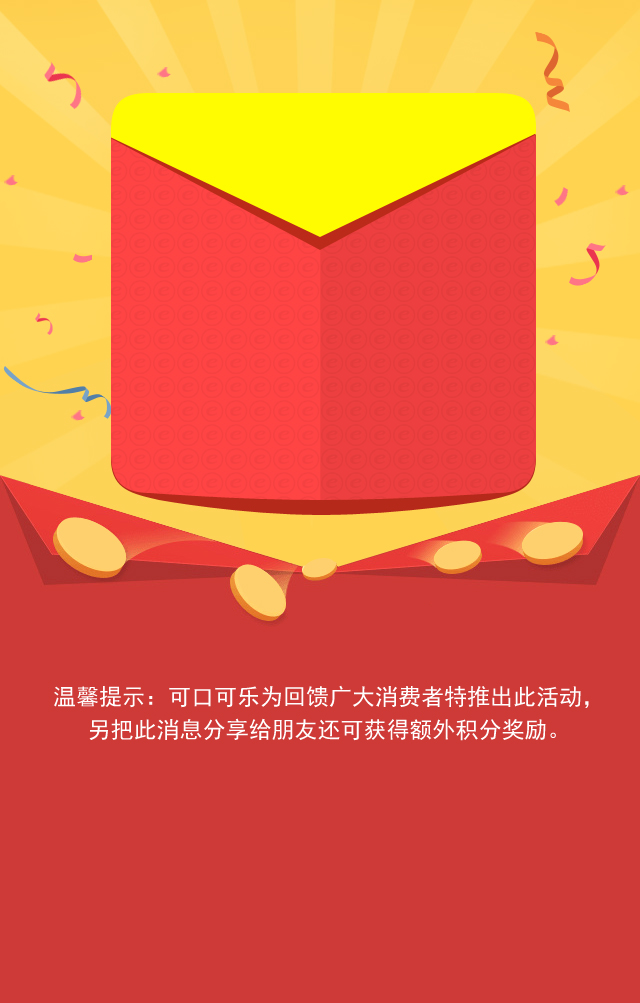 温馨提示：可口可乐为回馈广大消费者特推出此活动，
另把此消息分享给朋友还可获得额外积分奖励。